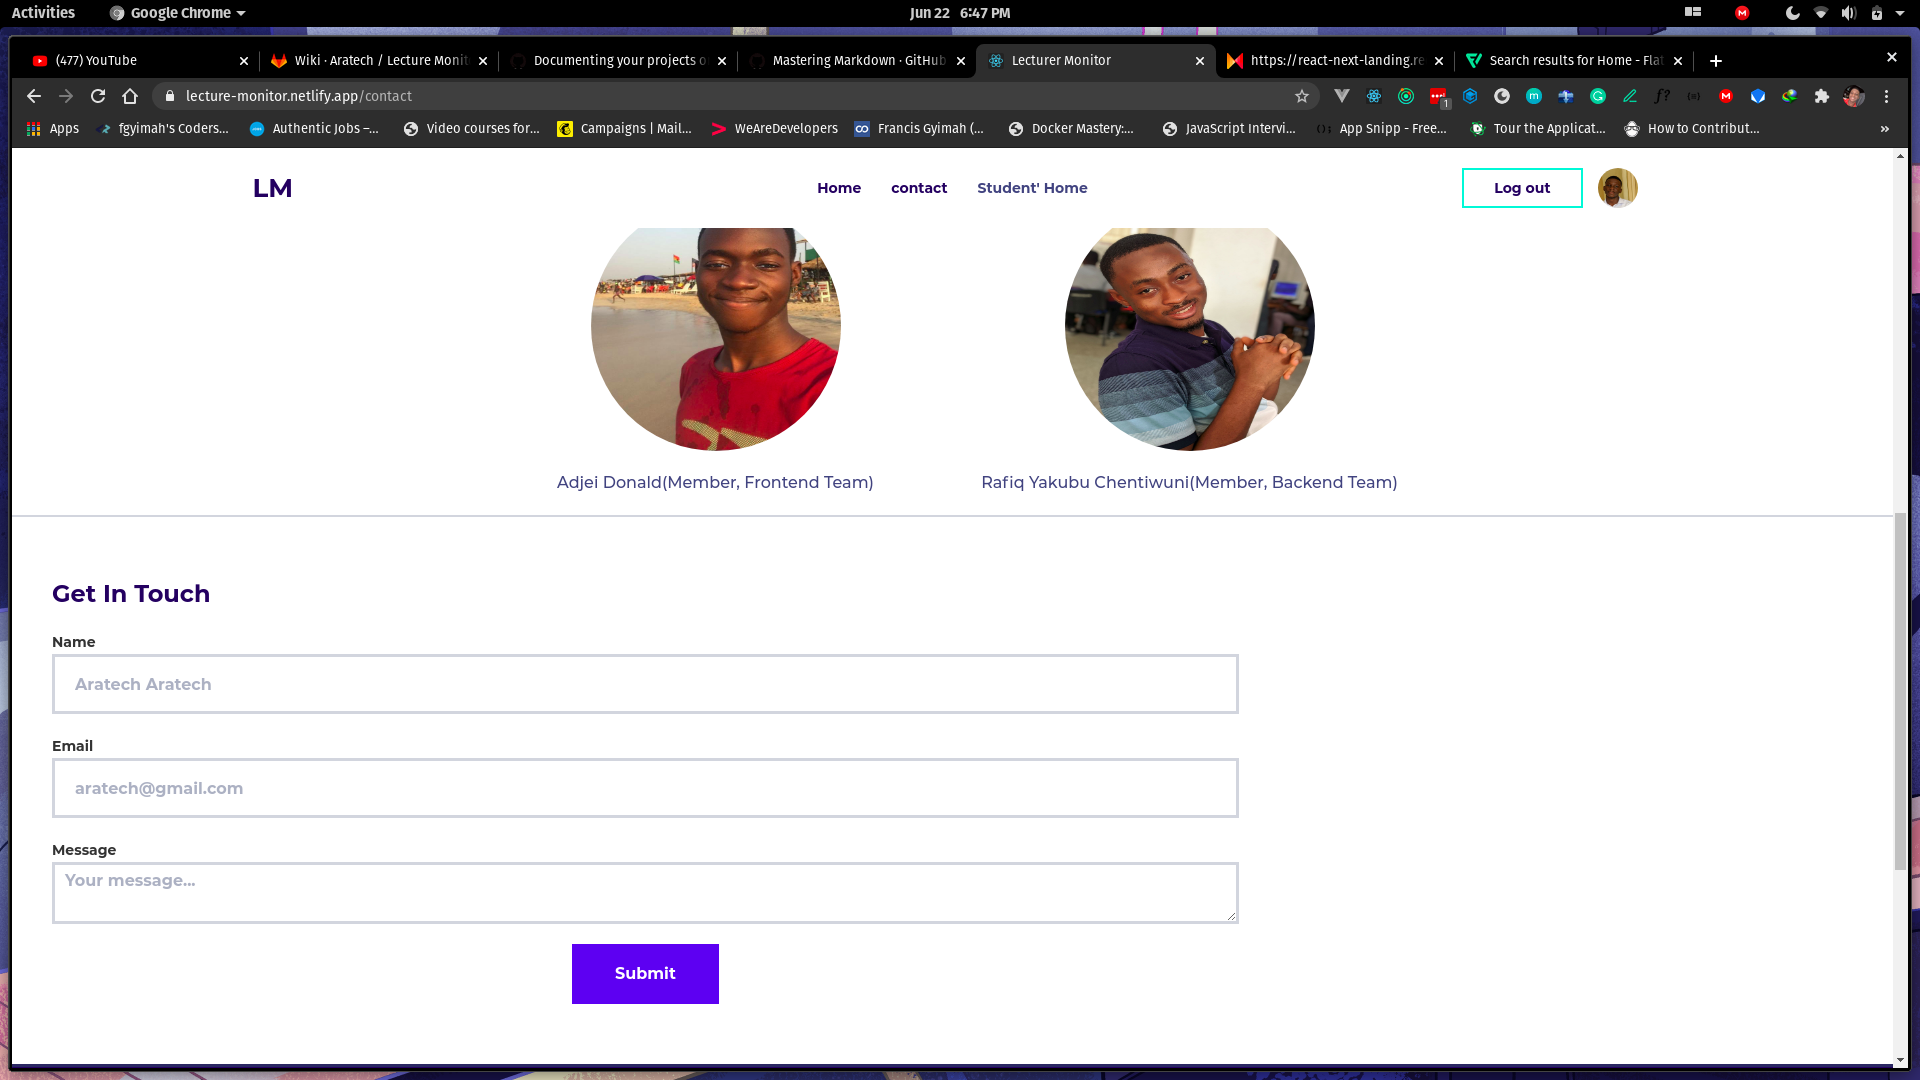 Activities
Google Chrome
Jun 22 6:47 PM
(477) YouTube
Wiki · Aratech / Lecture Monit
Documenting your projects o
Mastering Markdown · GitHub
Lecturer Monitor
https://react-next-landing.re
Search results for Home - Flat
lecture-monitor.netlify.app/contact
1
Apps
fgyimah's Coders...
Authentic Jobs –...
Video courses for...
Campaigns | Mail...
WeAreDevelopers
Francis Gyimah (...
Docker Mastery:...
JavaScript Intervi...
App Snipp - Free...
Tour the Applicat...
How to Contribut...
»
LM
Home
contact
Student' Home
Log out
Adjei Donald(Member, Frontend Team)
Rafiq Yakubu Chentiwuni(Member, Backend Team)
Get In Touch
Name
Aratech Aratech
Email
aratech@gmail.com
Message
Your message...
Submit